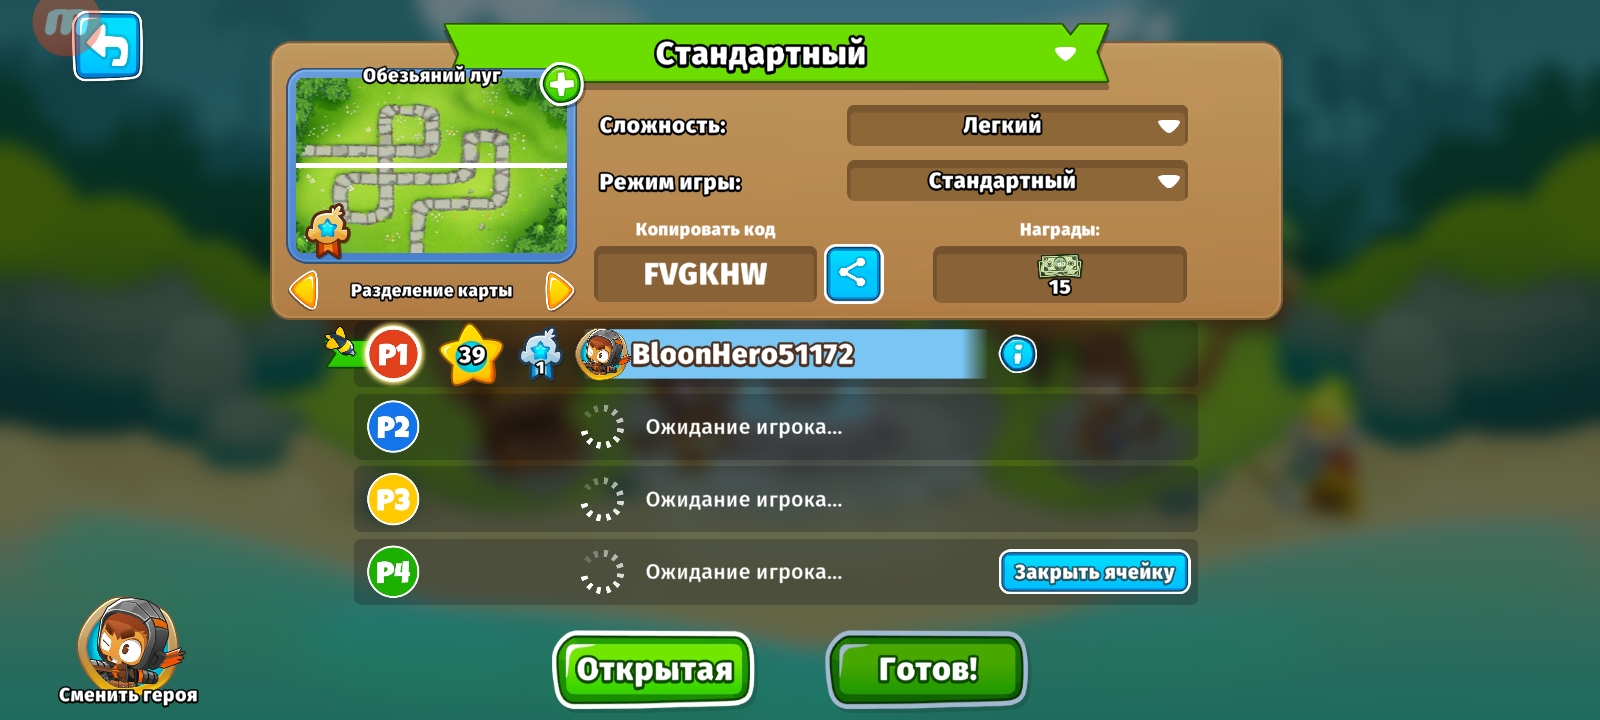 Стандартный
Обезьяний луг
Сложность:
Легкий
Режим игры:
Стандартный
Копировать код
Награды:
FVGKHW
15
Разделение карты
P1
39
1
BloonHero51172
P2
Ожидание игрока...
P3
Ожидание игрока...
P4
Ожидание игрока...
Закрыть ячейку
Сменить героя
Открытая
Готов!